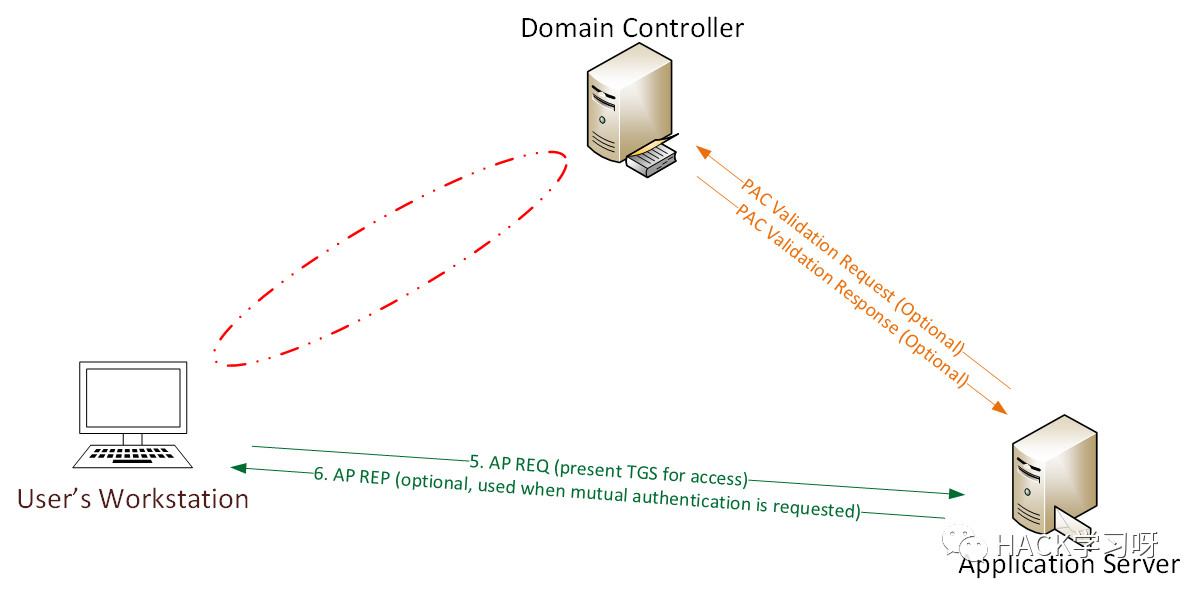 Domain Controller
PAC Validation Request (Optional)
PAC Validation Response (Optional)
5. AP REQ (present TGS for access)
6. AP REP (optional, used when mutual authentication is requested)
User's Workstation
HACK学习呀
Application Server